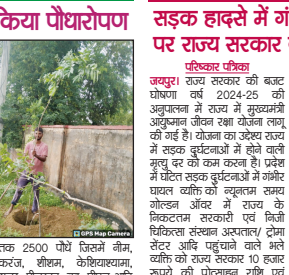 किया पौधारोपण
GPS Map Camera
तक 2500 पौधें जिसमें नीम,
करंज, शीशम, केशियाश्यामा,
सड़क हादसे में
पर राज्य सरकार
परिष्कार पत्रिका
जयपुर। राज्य सरकार की बजट
घोषणा वर्ष 2024-25 की
अनुपालना में राज्य में मुख्यमंत्री
आयुष्मान जीवन रक्षा योजना लागू
की गई है। योजना का उद्देश्य राज्य
में सड़क दुर्घटनाओं में होने वाली
मृत्यु दर को कम करना है। प्रदेश
में घटित सड़क दुर्घटनाओं में गंभीर
घायल व्यक्ति को न्यूनतम समय
गोल्डन ऑवर में राज्य के
निकटतम सरकारी एवं निजी
चिकित्सा संस्थान अस्पताल/ ट्रोमा
सेंटर आदि पहुंचाने वाले भले
व्यक्ति को राज्य सरकार 10 हजार